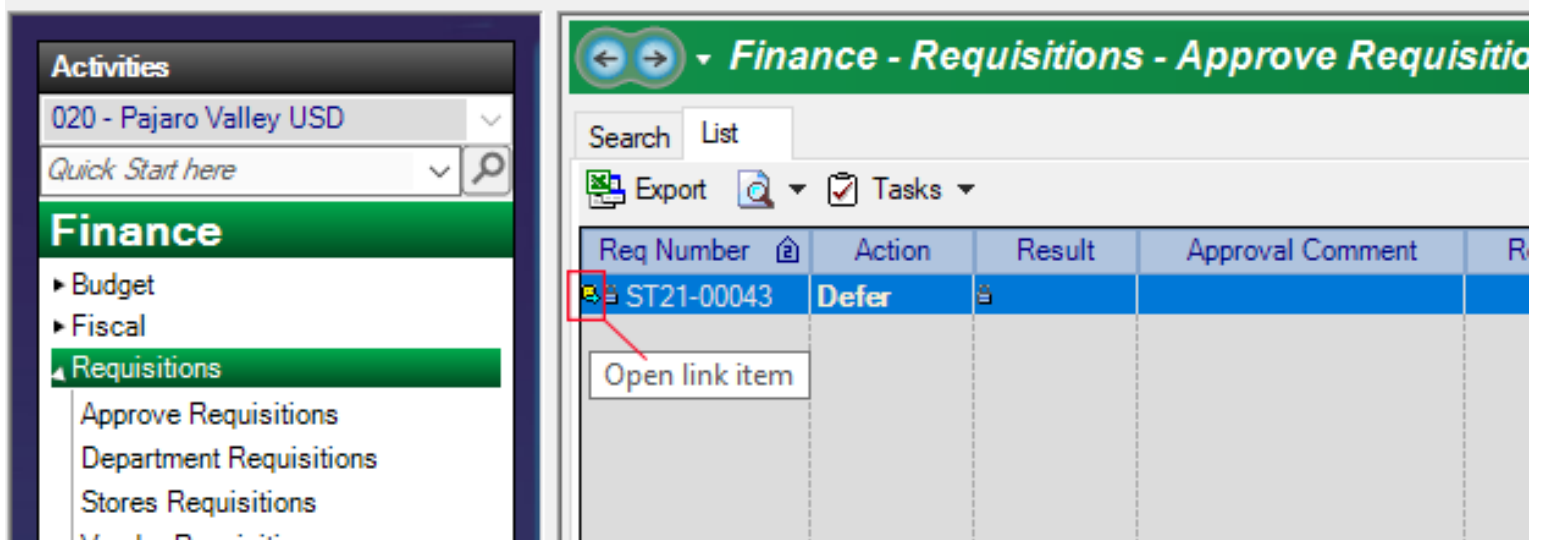 Activities
020 - Pajaro Valley USD
Quick Start here
Finance
Budget
Fiscal
Requisitions
Approve Requisitions
Department Requisitions
Stores Requisitions
Finance - Requisitions - Approve Requisitio
Search List
Export Tasks
Req Number 2 Action Result Approval Comment R
ST21-00043 Defer
Open link item